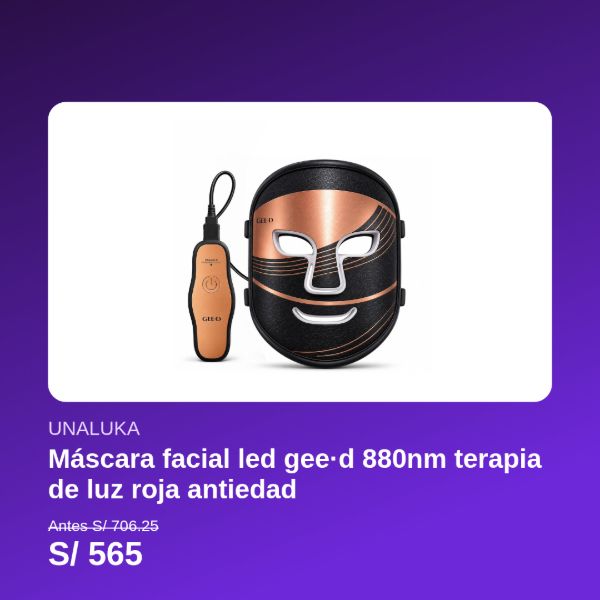 GEE·D
GEE·D
UNALUKA
Máscara facial led gee·d 880nm terapia
de luz roja antiedad
Antes S/ 706.25
S/ 565